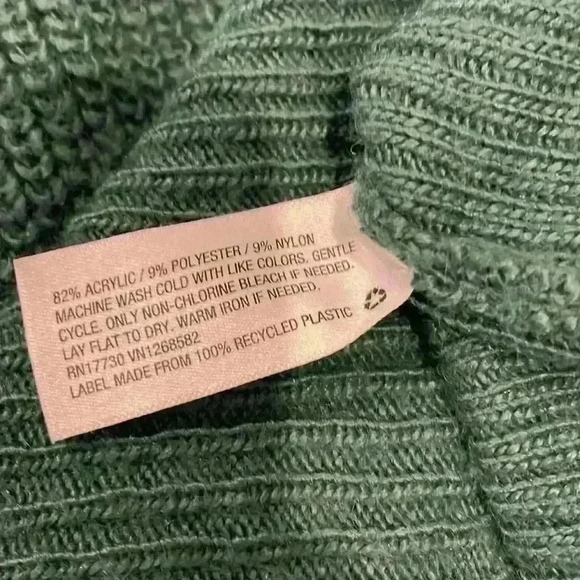 82% ACRYLIC / 9% POLYESTER / 9% NYLON
MACHINE WASH COLD WITH LIKE COLORS, GENTLE
CYCLE. ONLY NON-CHLORINE BLEACH IF NEEDED.
LAY FLAT TO DRY. WARM IRON IF NEEDED.
RN17730 VN1268582
LABEL MADE FROM 100% RECYCLED PLASTIC